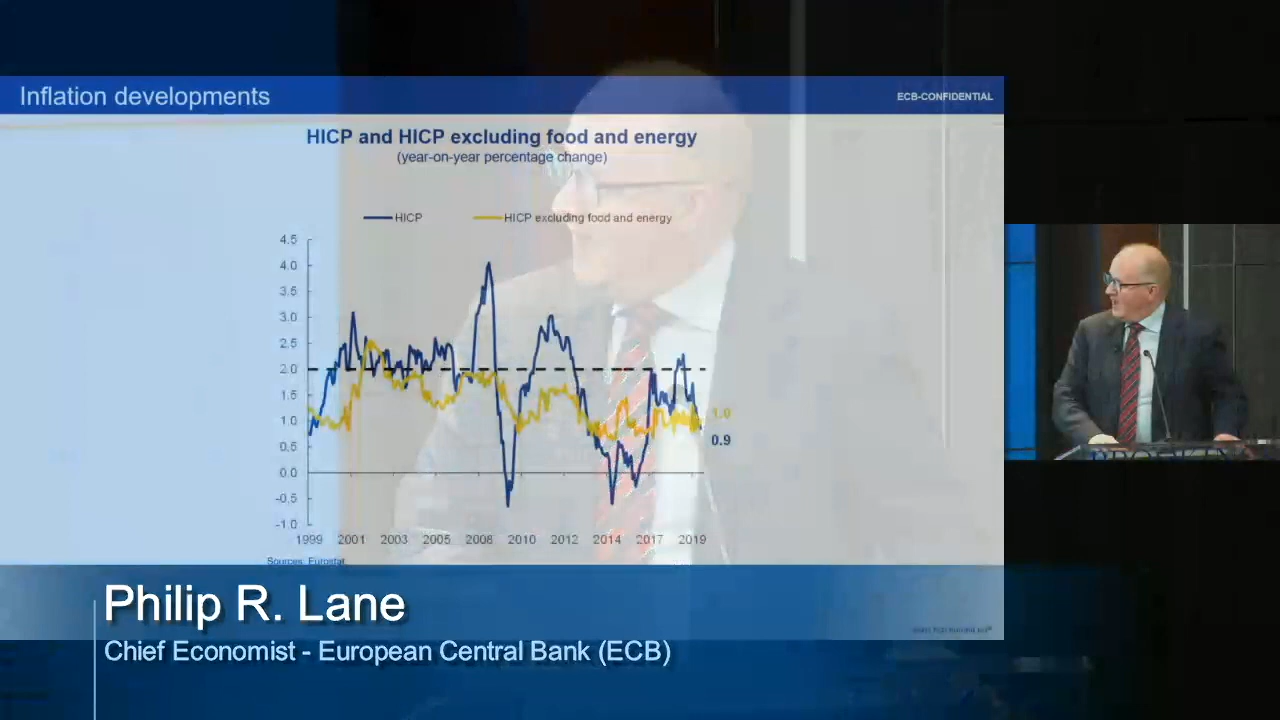 Inflation developments
ECB-CONFIDENTIAL
HICP and HICP excluding food and energy
(year-on-year percentage change)
HICP
HICP excluding food and energy
4.5
4.0
3.5
3.0
2.5
2.0
1.5
1.0
0.5
0.0
-0.5
-1.0
1.0
0.9
1999 2001 2003 2005 2008 2010 2012 2014 2017 2019
Sources: Eurostat
Philip R. Lane
Chief Economist - European Central Bank (ECB)